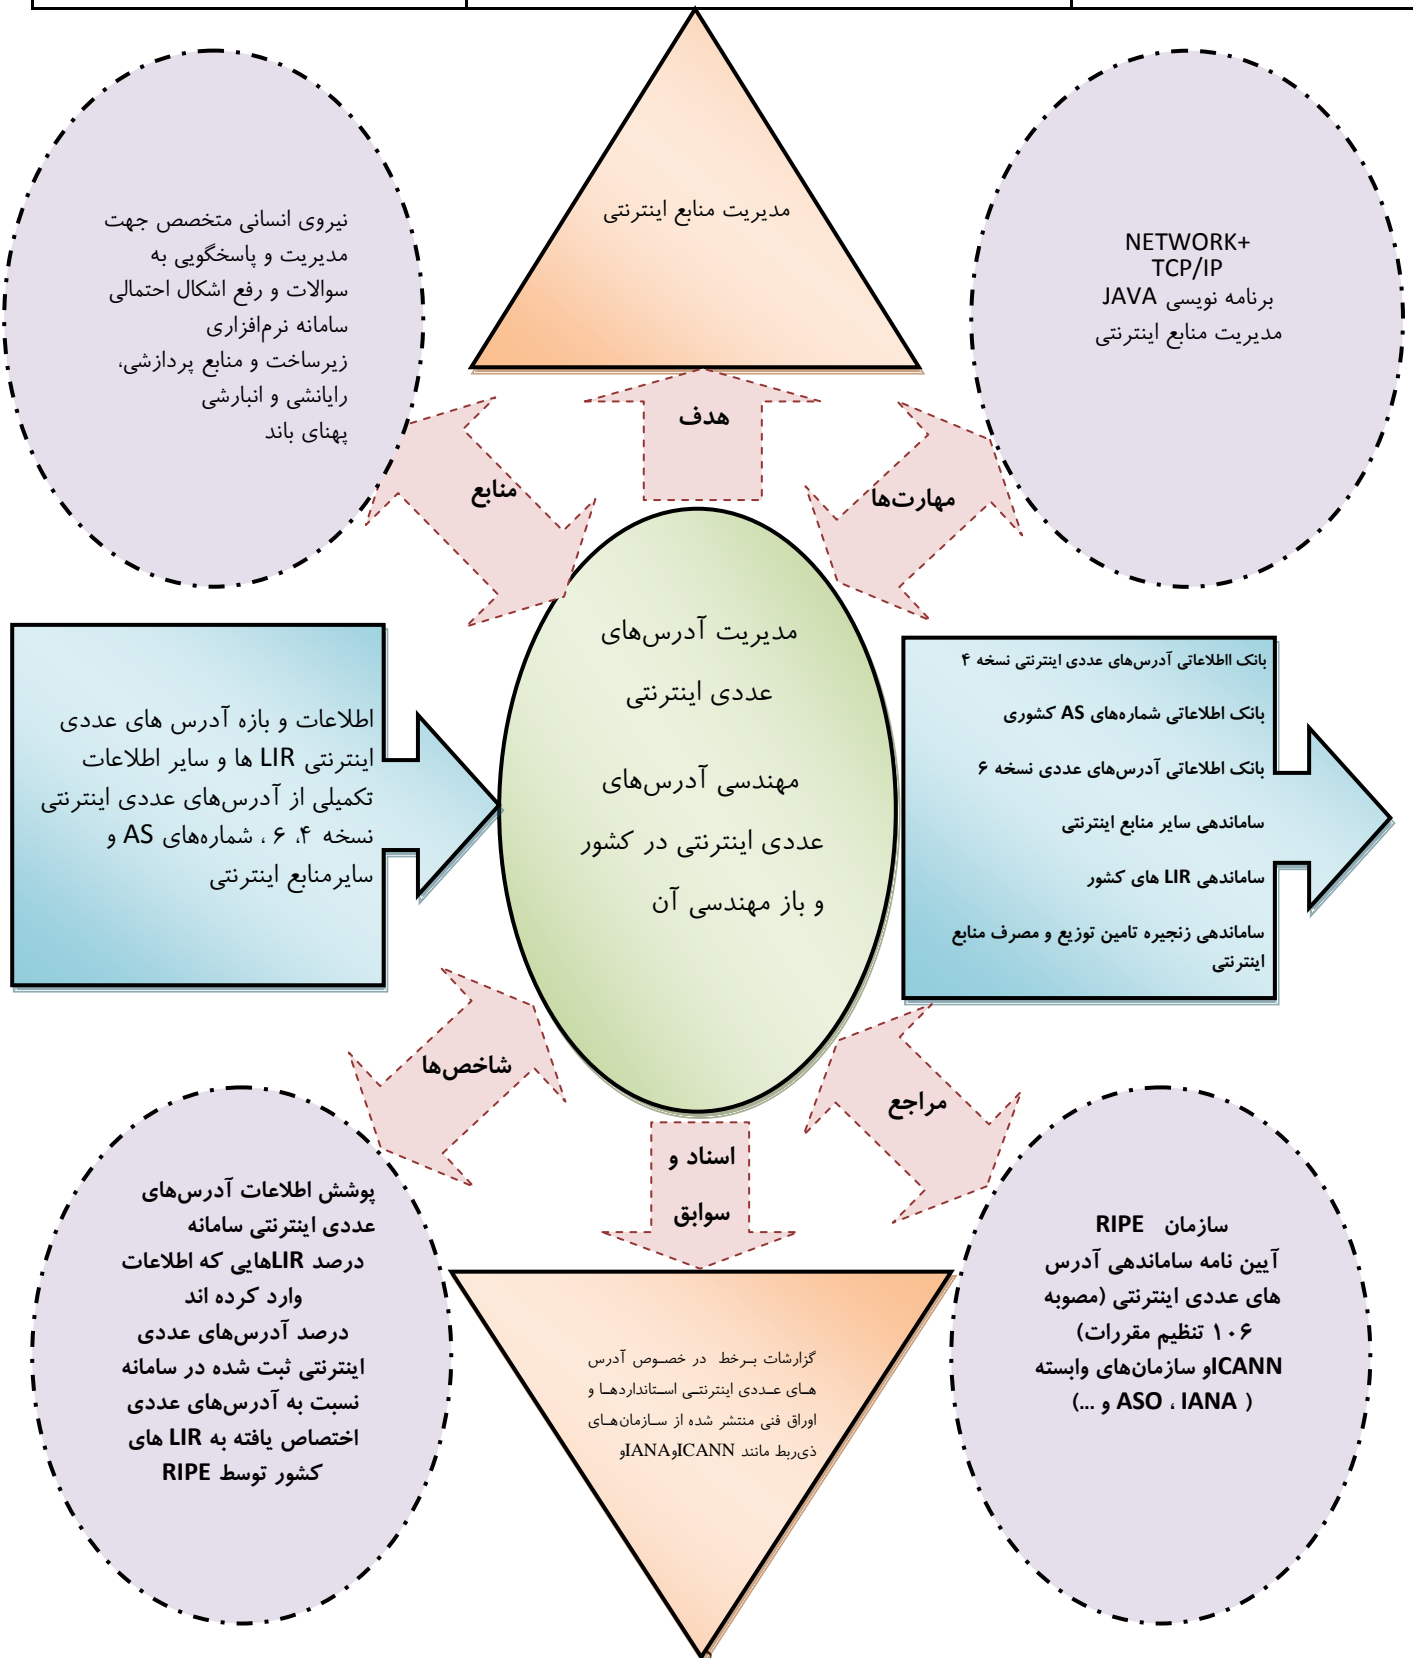 مدیریت منابع اینترنتی
نیروی انسانی متخصص جهت
مدیریت و پاسخگویی به
سوالات و رفع اشکال احتمالی
سامانه نرم‌افزاری
زیرساخت و منابع پردازشی،
رایانشی و انبارشی
پهنای باند
NETWORK+
TCP/IP
برنامه نویسی JAVA
مدیریت منابع اینترنتی
هدف
منابع
مهارت‌ها
مدیریت آدرس‌های
عددی اینترنتی
مهندسی آدرس‌های
عددی اینترنتی در کشور
و باز مهندسی آن
بانک ااطلاعاتی آدرس‌های عددی اینترنتی نسخه ۴
بانک اطلاعاتی شماره‌های AS کشوری
بانک اطلاعاتی آدرس‌های عددی نسخه ۶
ساماندهی سایر منابع اینترنتی
ساماندهی LIR های کشور
ساماندهی زنجیره تامین توزیع و مصرف منابع
اینترنتی
اطلاعات و بازه آدرس های عددی
اینترنتی LIR ها و سایر اطلاعات
تکمیلی از آدرس‌های عددی اینترنتی
نسخه ۴، ۶ ، شماره‌های AS و
سایرمنابع اینترنتی
شاخص‌ها
مراجع
اسناد و
سوابق
پوشش اطلاعات آدرس‌های
عددی اینترنتی سامانه
درصد LIRهایی که اطلاعات
وارد کرده اند
درصد آدرس‌های عددی
اینترنتی ثبت شده در سامانه
نسبت به آدرس‌های عددی
اختصاص یافته به LIR های
کشور توسط RIPE
سازمان RIPE
آیین نامه ساماندهی آدرس
های عددی اینترنتی (مصوبه
۱۰۶ تنظیم مقررات)
ICANNو سازمان‌های وابسته
( ASO ، IANA و ...)
گزارشات بـرخط در خصـوص آدرس
هـای عـددی اینترنتـی اسـتانداردهـا و
اوراق فنی منتشر شده از سـازمان‌هـای
ذی‌ربط مانند ICANNوIANAو